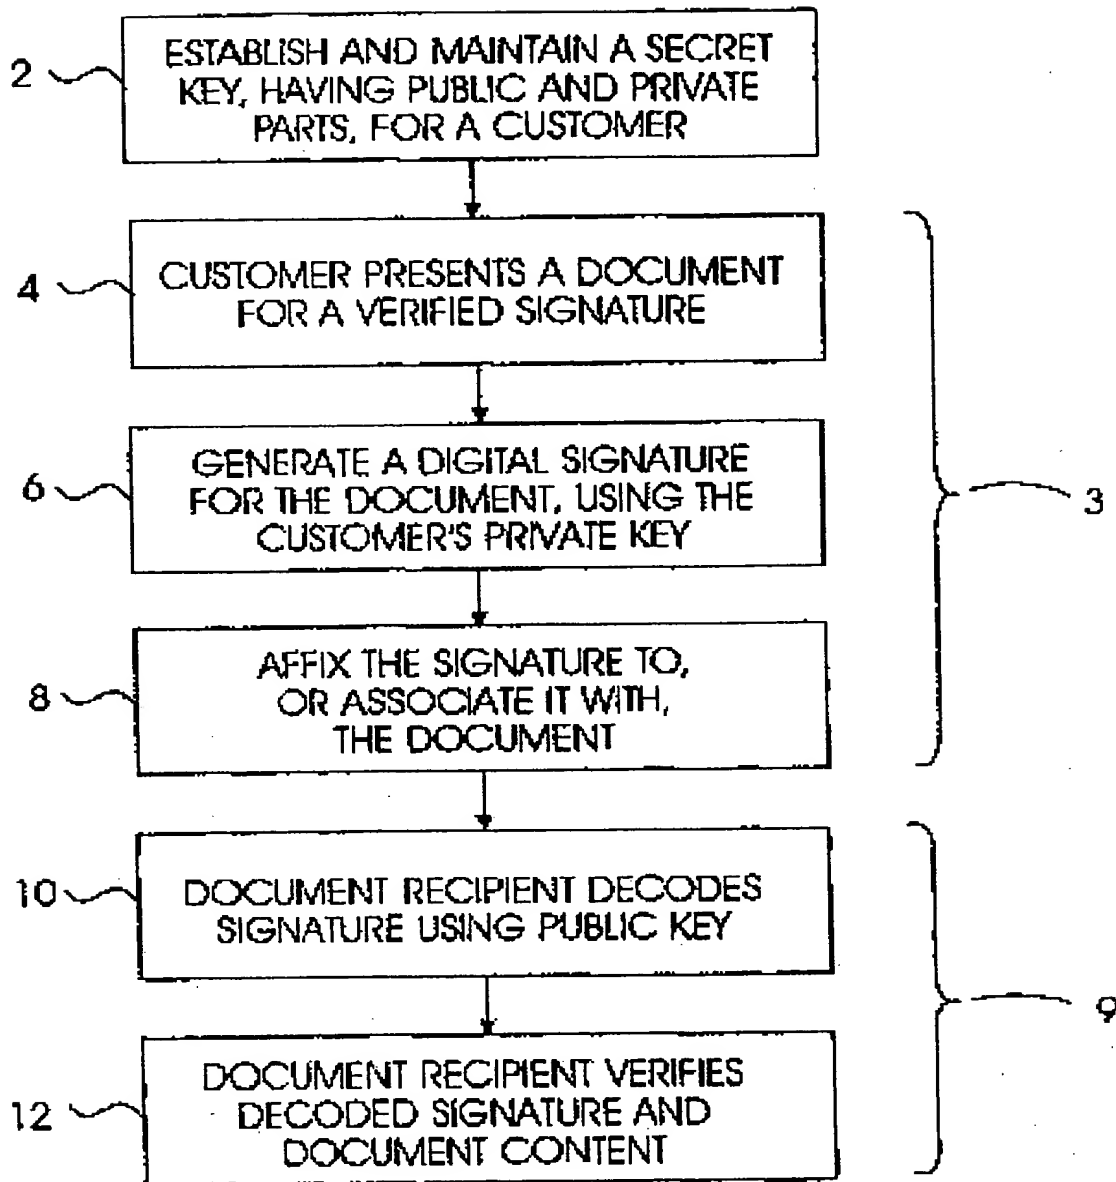 2
ESTABLISH AND MAINTAIN A SECRET
KEY, HAVING PUBLIC AND PRIVATE
PARTS, FOR A CUSTOMER
4
CUSTOMER PRESENTS A DOCUMENT
FOR A VERIFIED SIGNATURE
6
GENERATE A DIGITAL SIGNATURE
FOR THE DOCUMENT, USING THE
CUSTOMER'S PRIVATE KEY
3
8
AFFIX THE SIGNATURE TO,
OR ASSOCIATE IT WITH,
THE DOCUMENT
10
DOCUMENT RECIPIENT DECODES
SIGNATURE USING PUBLIC KEY
9
12
DOCUMENT RECIPIENT VERIFIES
DECODED SIGNATURE AND
DOCUMENT CONTENT